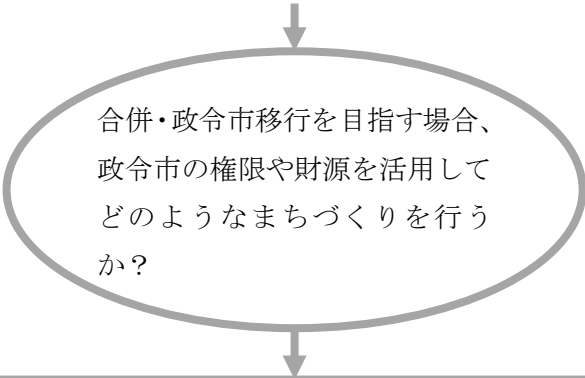 合併・政令市移行を目指す場合、
政令市の権限や財源を活用して
どのようなまちづくりを行う
か？